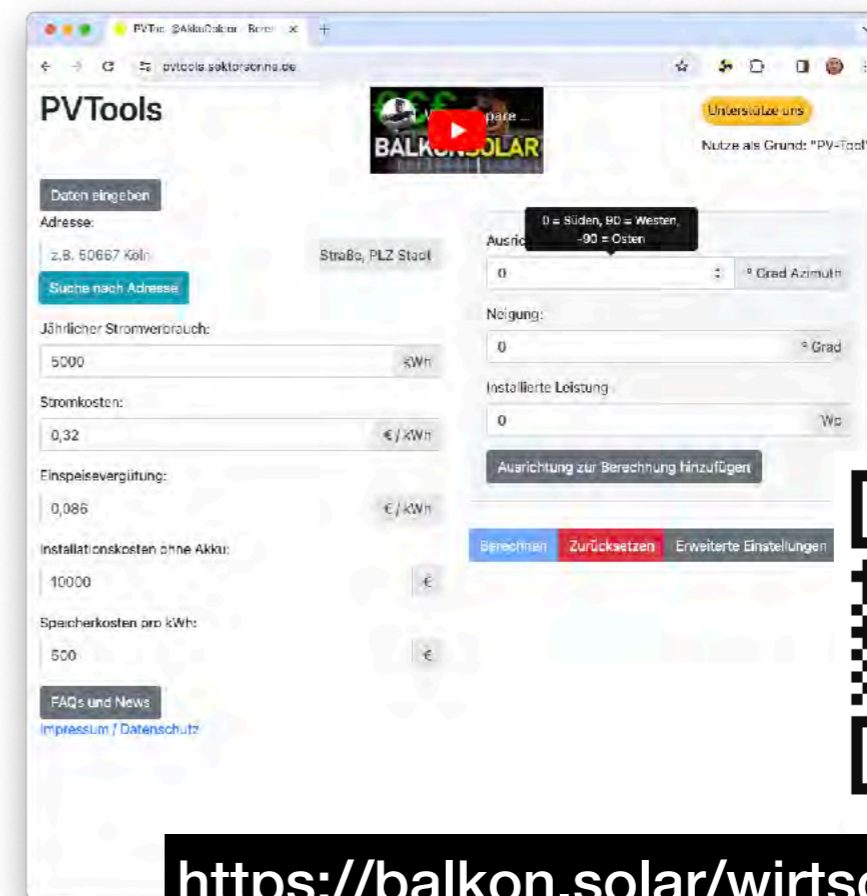 PVTools
BALKONSOLAR
Unterstütze uns
Nutze als Grund: "PV-Tool"
Daten eingeben
Adresse:
z.B. 50667 Köln
Straße, PLZ Stadt
Suche nach Adresse
Jährlicher Stromverbrauch:
5000
kWh
Stromkosten:
0,32
€ / kWh
Einspeisevergütung:
0,086
€ / kWh
Installationskosten ohne Akku:
10000
€
Speicherkosten pro kWh:
500
€
FAQs und News
Impressum / Datenschutz
0 = Süden, 90 = Westen,
-90 = Osten
0
° Grad Azimuth
Neigung:
0
° Grad
Installierte Leistung
0
Wp
Ausrichtung zur Berechnung hinzufügen
Berechnen
Zurücksetzen
Erweiterte Einstellungen
https://balkon.solar/wirts